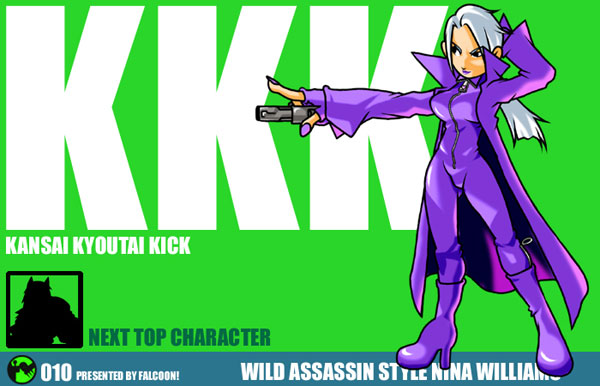 KKK
KANSAI KYOUTAI KICK
NEXT TOP CHARACTER
010 PRESENTED BY FALCOON!
WILD ASSASSIN STYLE NINA WILLIAMS